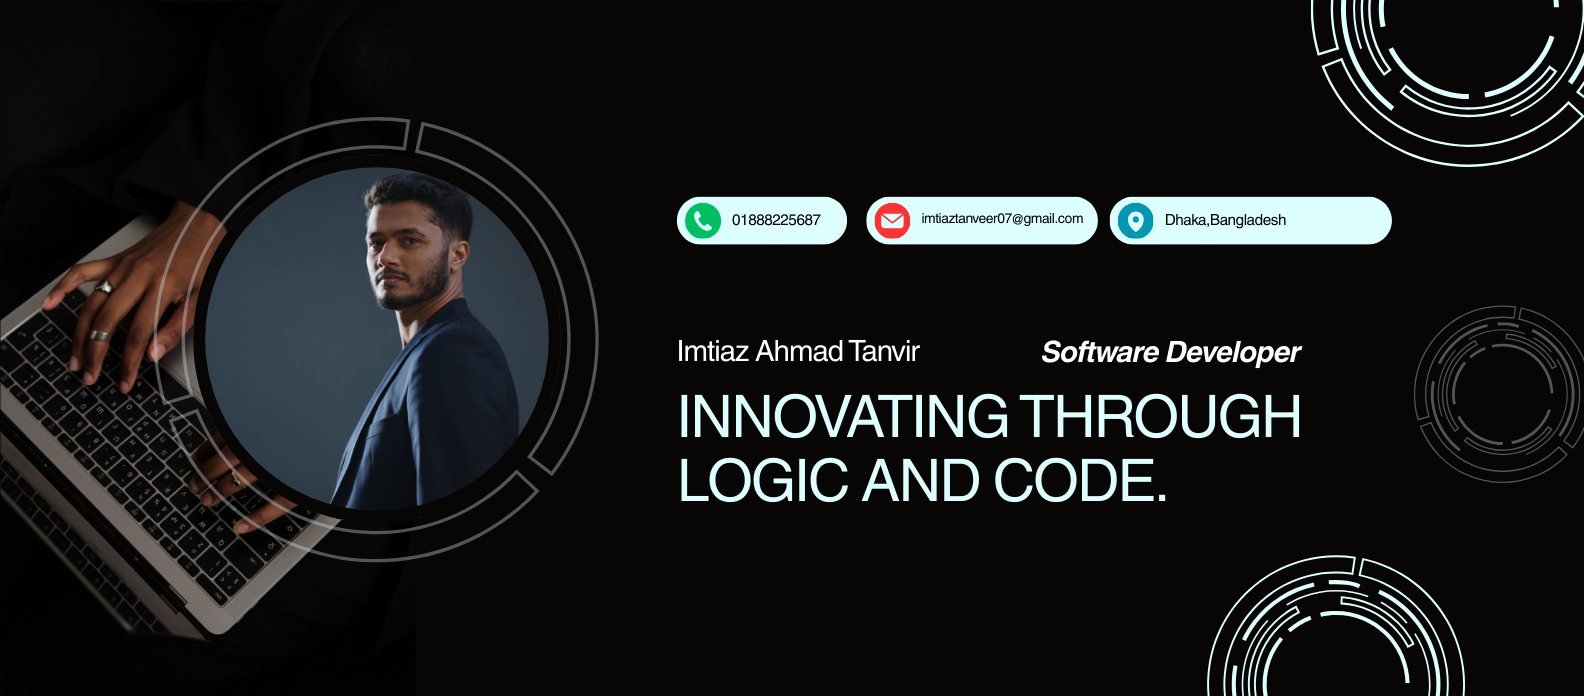 01888225687
imtiaztanveer07@gmail.com
Dhaka,Bangladesh
Imtiaz Ahmad Tanvir
Software Developer
INNOVATING THROUGH
LOGIC AND CODE.